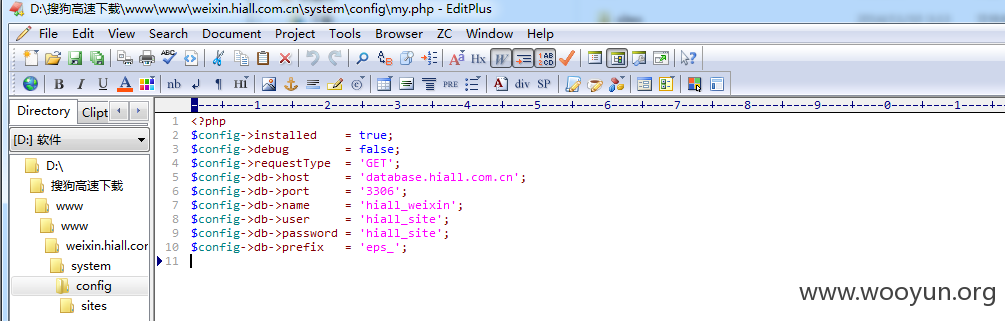 D:\搜狗高速下载\www\www\weixin.hiall.com.cn\system\config\my.php - EditPlus
File Edit View Search Document Project Tools Browser ZC Window Help
Hx W
B I U A nb ¶ HI A div SP
Directory Clipt
[D:] 软件
D:\
搜狗高速下载
www
www
weixin.hiall.cor
system
config
sites
1 2 3 4 5 6 7 8 9 0 1
1 <?php
2 $config->installed = true;
3 $config->debug = false;
4 $config->requestType = 'GET';
5 $config->db->host = 'database.hiall.com.cn';
6 $config->db->port = '3306';
7 $config->db->name = 'hiall_weixin';
8 $config->db->user = 'hiall_site';
9 $config->db->password = 'hiall_site';
10 $config->db->prefix = 'eps_';
11
www.wooyun.org